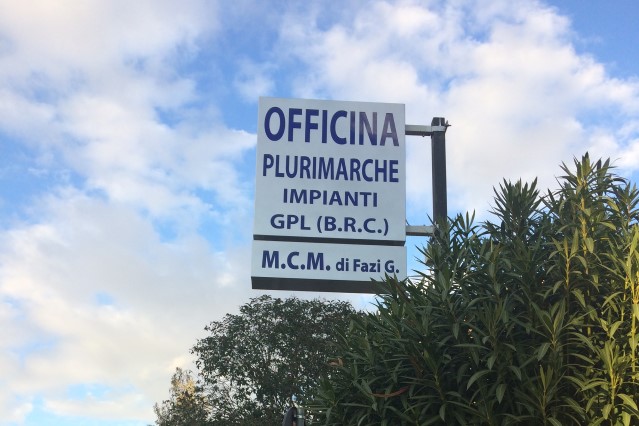 OFFICINA
PLURIMARCHE
IMPIANTI
GPL (B.R.C.)
M.C.M. di Fazi G.